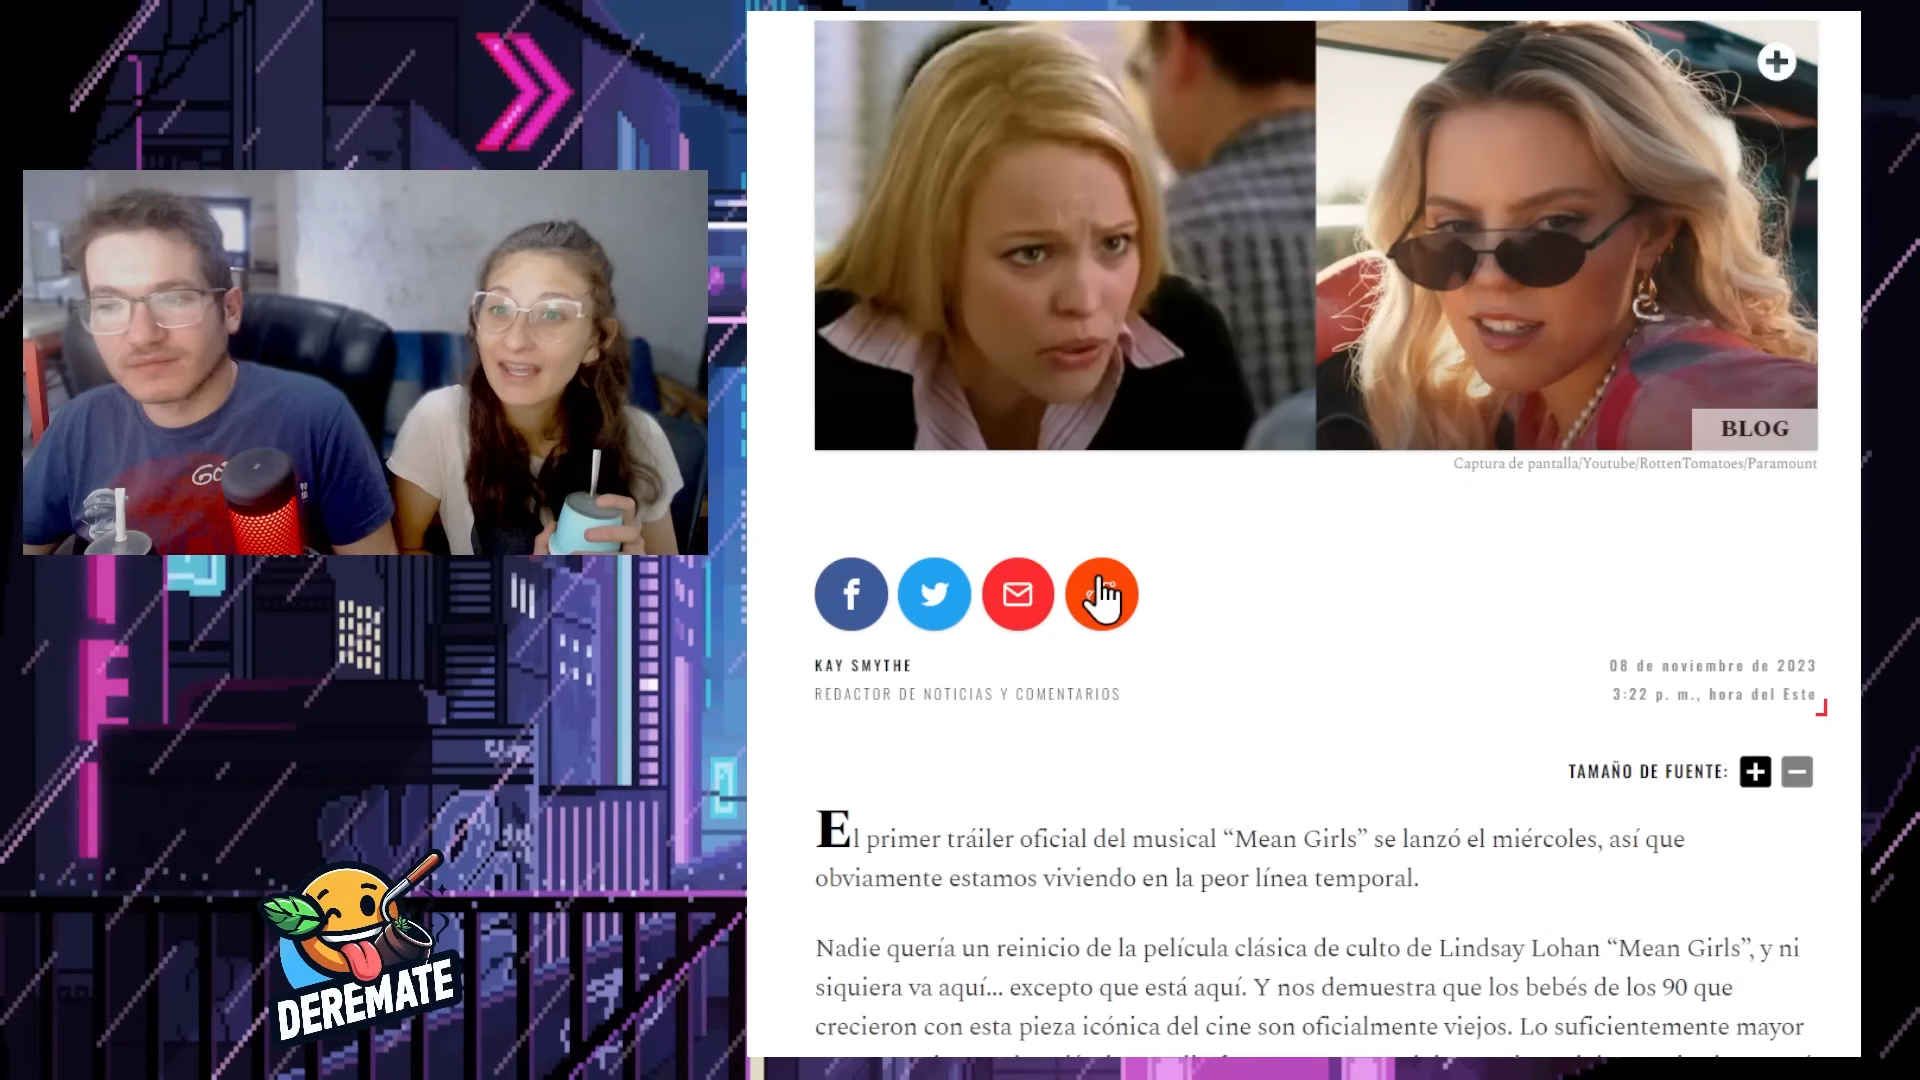 BLOG
Captura de pantalla/Youtube/RottenTomatoes/Paramount
KAY SMYTHE
REDACTOR DE NOTICIAS Y COMENTARIOS
08 de noviembre de 2023
3:22 p. m., hora del Este
TAMAÑO DE FUENTE:
El primer tráiler oficial del musical “Mean Girls” se lanzó el miércoles, así que
obviamente estamos viviendo en la peor línea temporal.
Nadie quería un reinicio de la película clásica de culto de Lindsay Lohan “Mean Girls”, y ni
siquiera va aquí... excepto que está aquí. Y nos demuestra que los bebés de los 90 que
crecieron con esta pieza icónica del cine son oficialmente viejos. Lo suficientemente mayor
DEREMATE